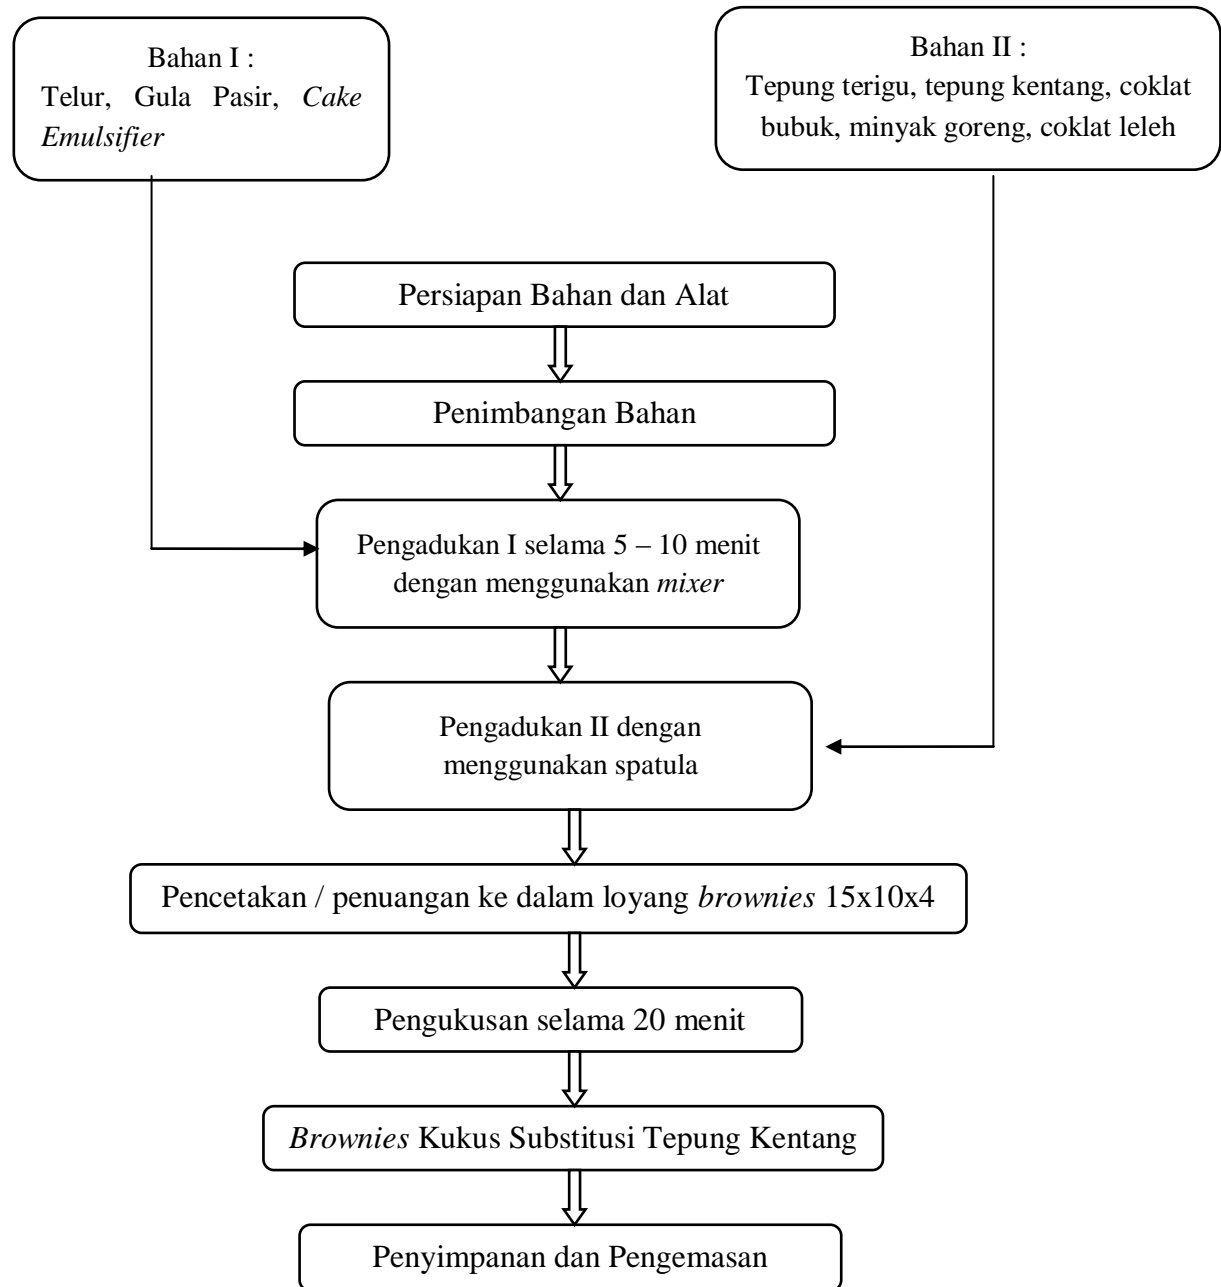 Bahan I :
Telur, Gula Pasir, Cake
Emulsifier
Bahan II :
Tepung terigu, tepung kentang, coklat
bubuk, minyak goreng, coklat leleh
Persiapan Bahan dan Alat
Penimbangan Bahan
Pengadukan I selama 5 – 10 menit
dengan menggunakan mixer
Pengadukan II dengan
menggunakan spatula
Pencetakan / penuangan ke dalam loyang brownies 15x10x4
Pengukusan selama 20 menit
Brownies Kukus Substitusi Tepung Kentang
Penyimpanan dan Pengemasan